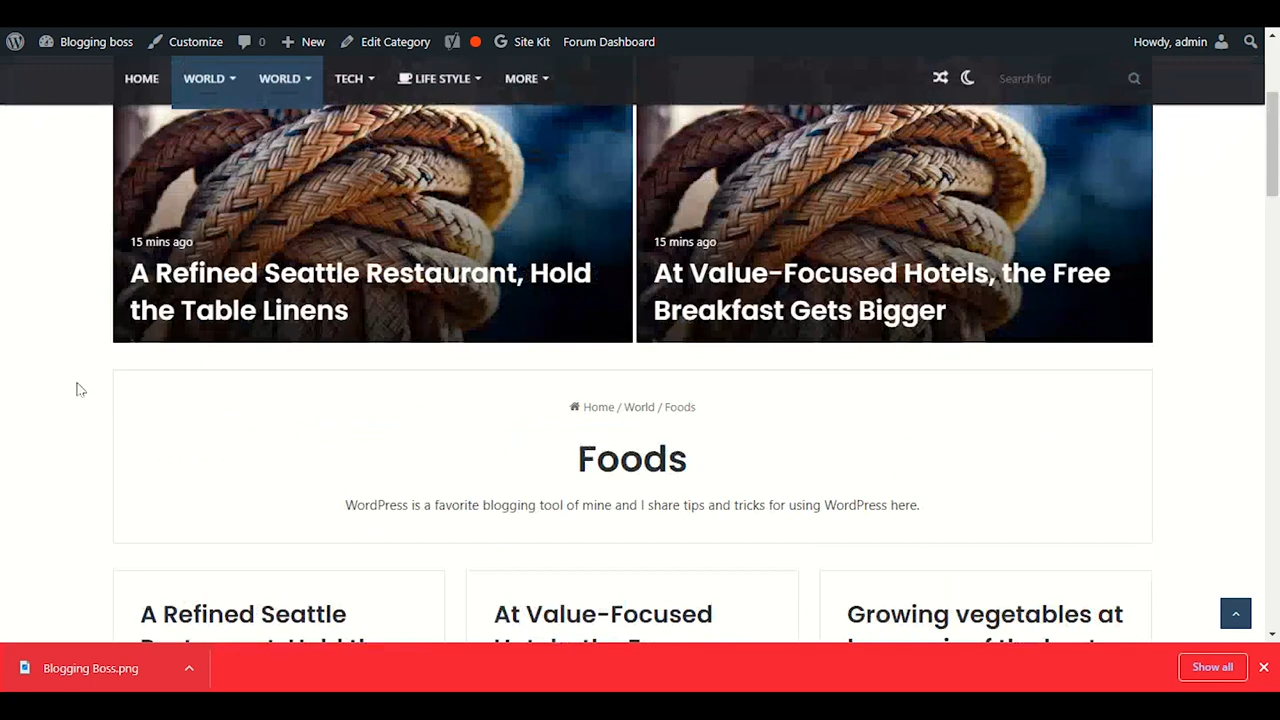 Blogging boss Customize 0 New Edit Category Site Kit Forum Dashboard Howdy, admin
HOME WORLD WORLD TECH LIFE STYLE MORE Search for
15 mins ago
A Refined Seattle Restaurant, Hold
the Table Linens
15 mins ago
At Value-Focused Hotels, the Free
Breakfast Gets Bigger
Home / World / Foods
Foods
WordPress is a favorite blogging tool of mine and I share tips and tricks for using WordPress here.
A Refined Seattle
At Value-Focused
Growing vegetables at
Blogging Boss.png
Show all